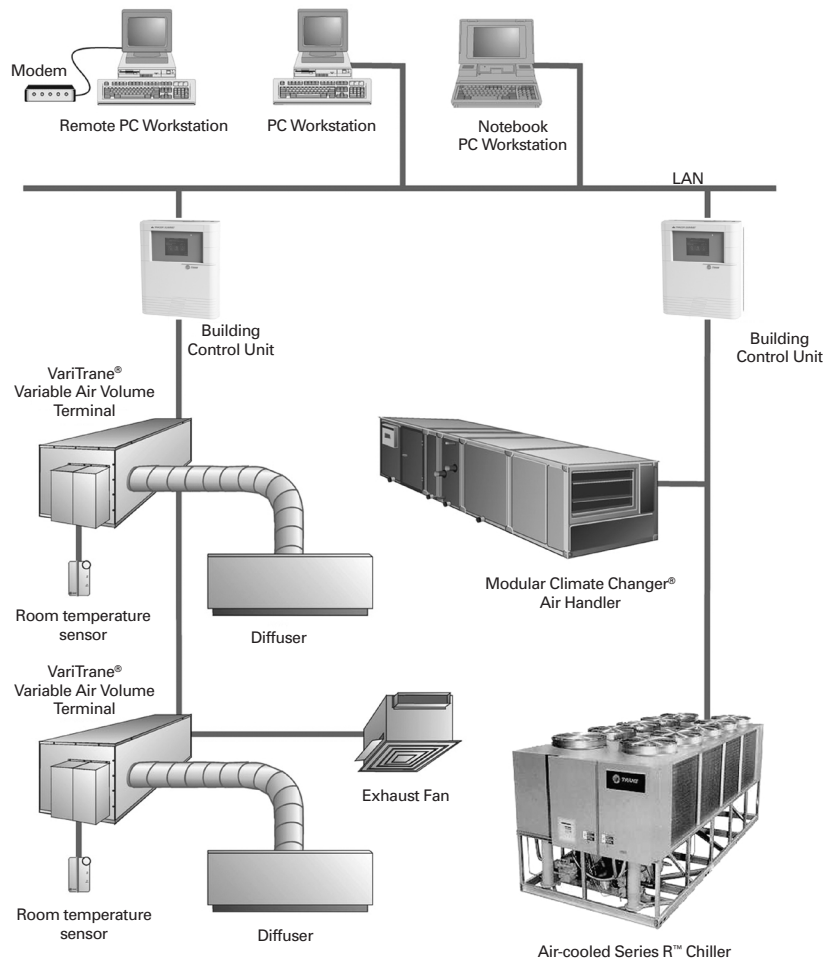 Modem
Remote PC Workstation
PC Workstation
Notebook
PC Workstation
LAN
Building
Control Unit
Building
Control Unit
VariTrane®
Variable Air Volume
Terminal
Room temperature
sensor
Diffuser
Modular Climate Changer®
Air Handler
VariTrane®
Variable Air Volume
Terminal
Exhaust Fan
Room temperature
sensor
Diffuser
TRANE
Air-cooled Series R™ Chiller